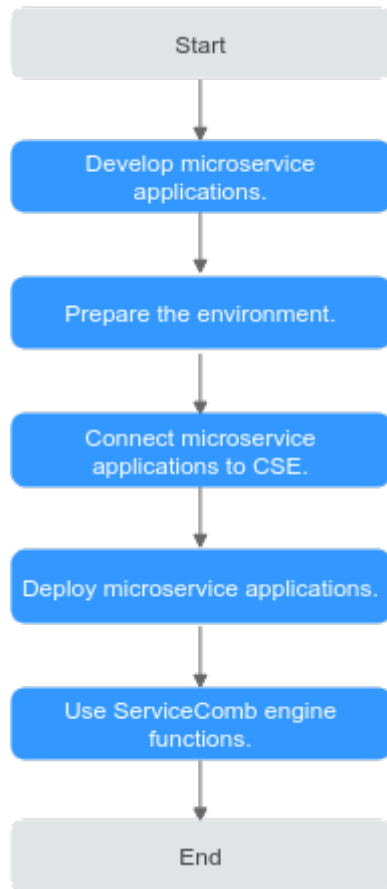 Start
Develop microservice
applications.
Prepare the environment.
Connect microservice
applications to CSE.
Deploy microservice applications.
Use ServiceComb engine
functions.
End